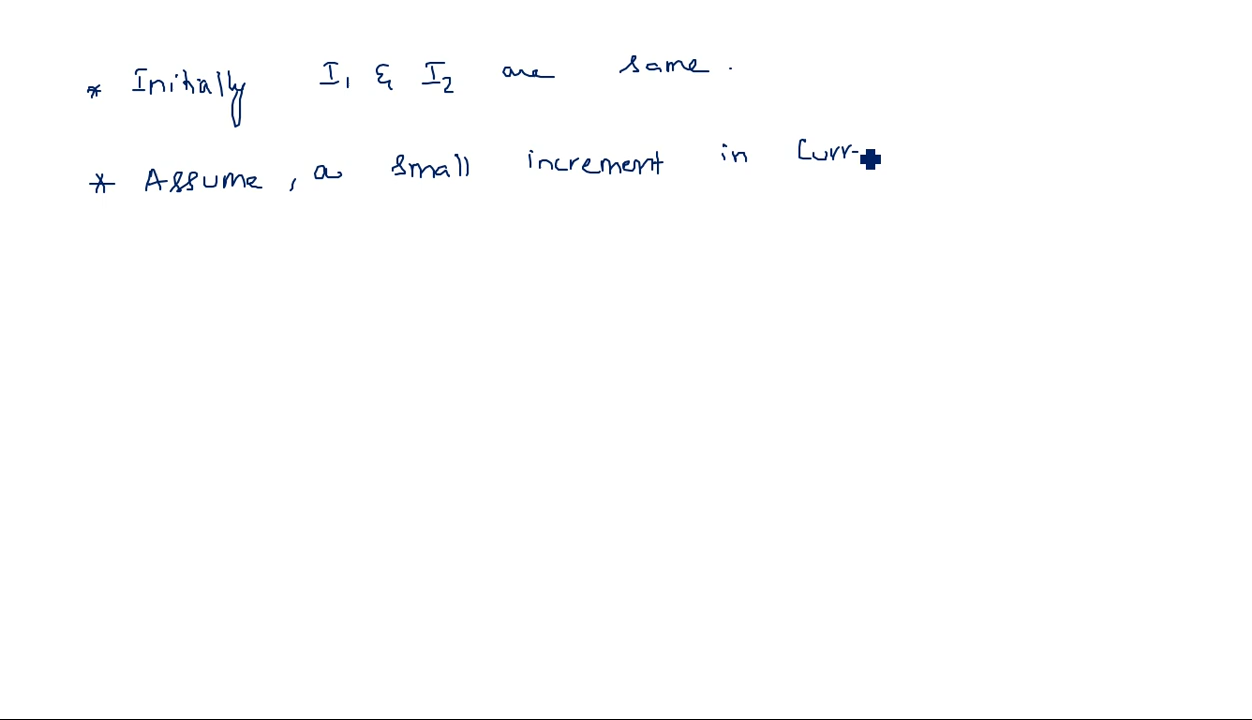 * Initially I₁ & I₂ are same.
* Assume, a small increment in Curr